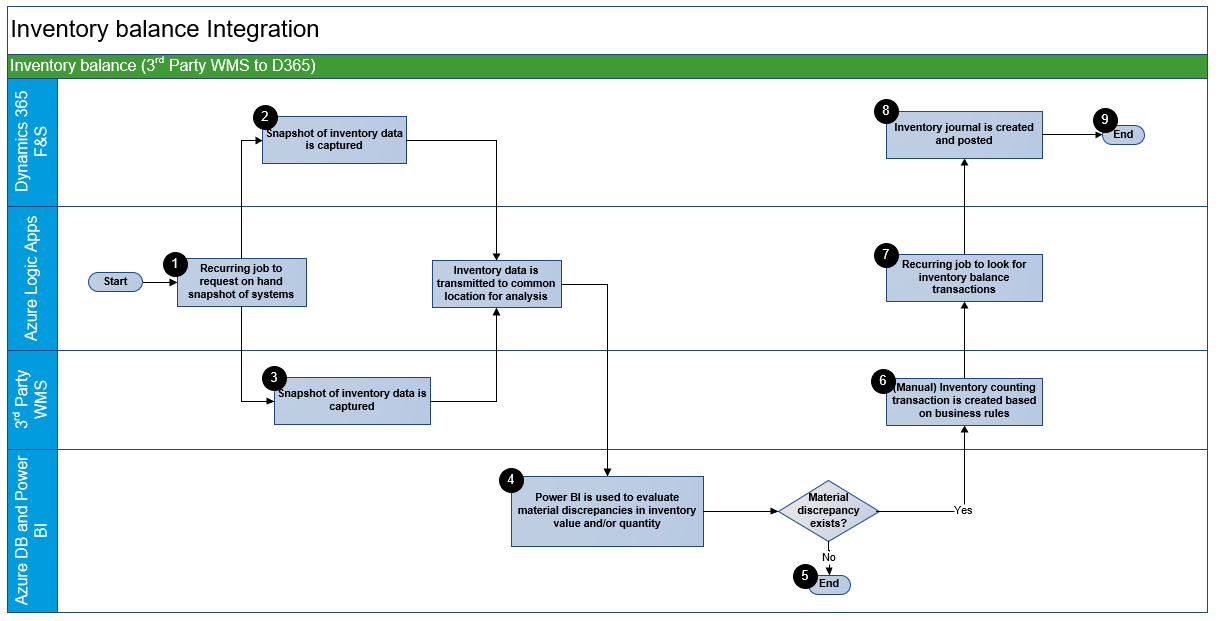 Inventory balance Integration
Inventory balance (3rd Party WMS to D365)
Dynamics 365
F&S
2
Snapshot of inventory data
is captured
8
Inventory journal is created
and posted
9
End
Azure Logic Apps
Start
1
Recurring job to
request on hand
snapshot of systems
Inventory data is
transmitted to common
location for analysis
7
Recurring job to look for
inventory balance
transactions
3rd Party
WMS
3
Snapshot of inventory data is
captured
6
(Manual) Inventory counting
transaction is created based
on business rules
Azure DB and Power
BI
4
Power BI is used to evaluate
material discrepancies in inventory
value and/or quantity
Material
discrepancy
exists?
Yes
No
5
End